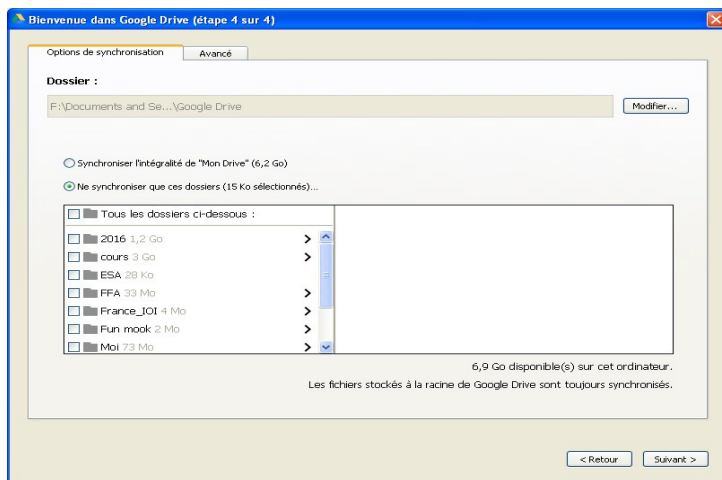 Bienvenue dans Google Drive (étape 4 sur 4)
Options de synchronisation Avancé
Dossier :
F:\Documents and Se...\Google Drive Modifier...
Synchroniser l'intégralité de "Mon Drive" (6,2 Go)
Ne synchroniser que ces dossiers (15 Ko sélectionnés)...
Tous les dossiers ci-dessous :
2016 1,2 Go
cours 3 Go
ESA 28 Ko
FFA 33 Mo
France_IOI 4 Mo
Fun mook 2 Mo
Moi 73 Mo
6,9 Go disponible(s) sur cet ordinateur.
Les fichiers stockés à la racine de Google Drive sont toujours synchronisés.
< Retour Suivant >